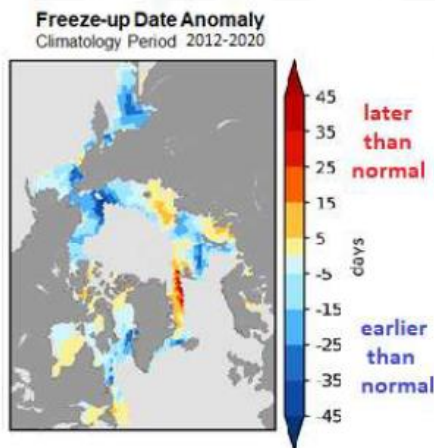 Freeze-up Date Anomaly
Climatology Period 2012-2020
45
35
25
15
5
-5
-15
-25
-35
-45
days
later
than
normal
earlier
than
normal